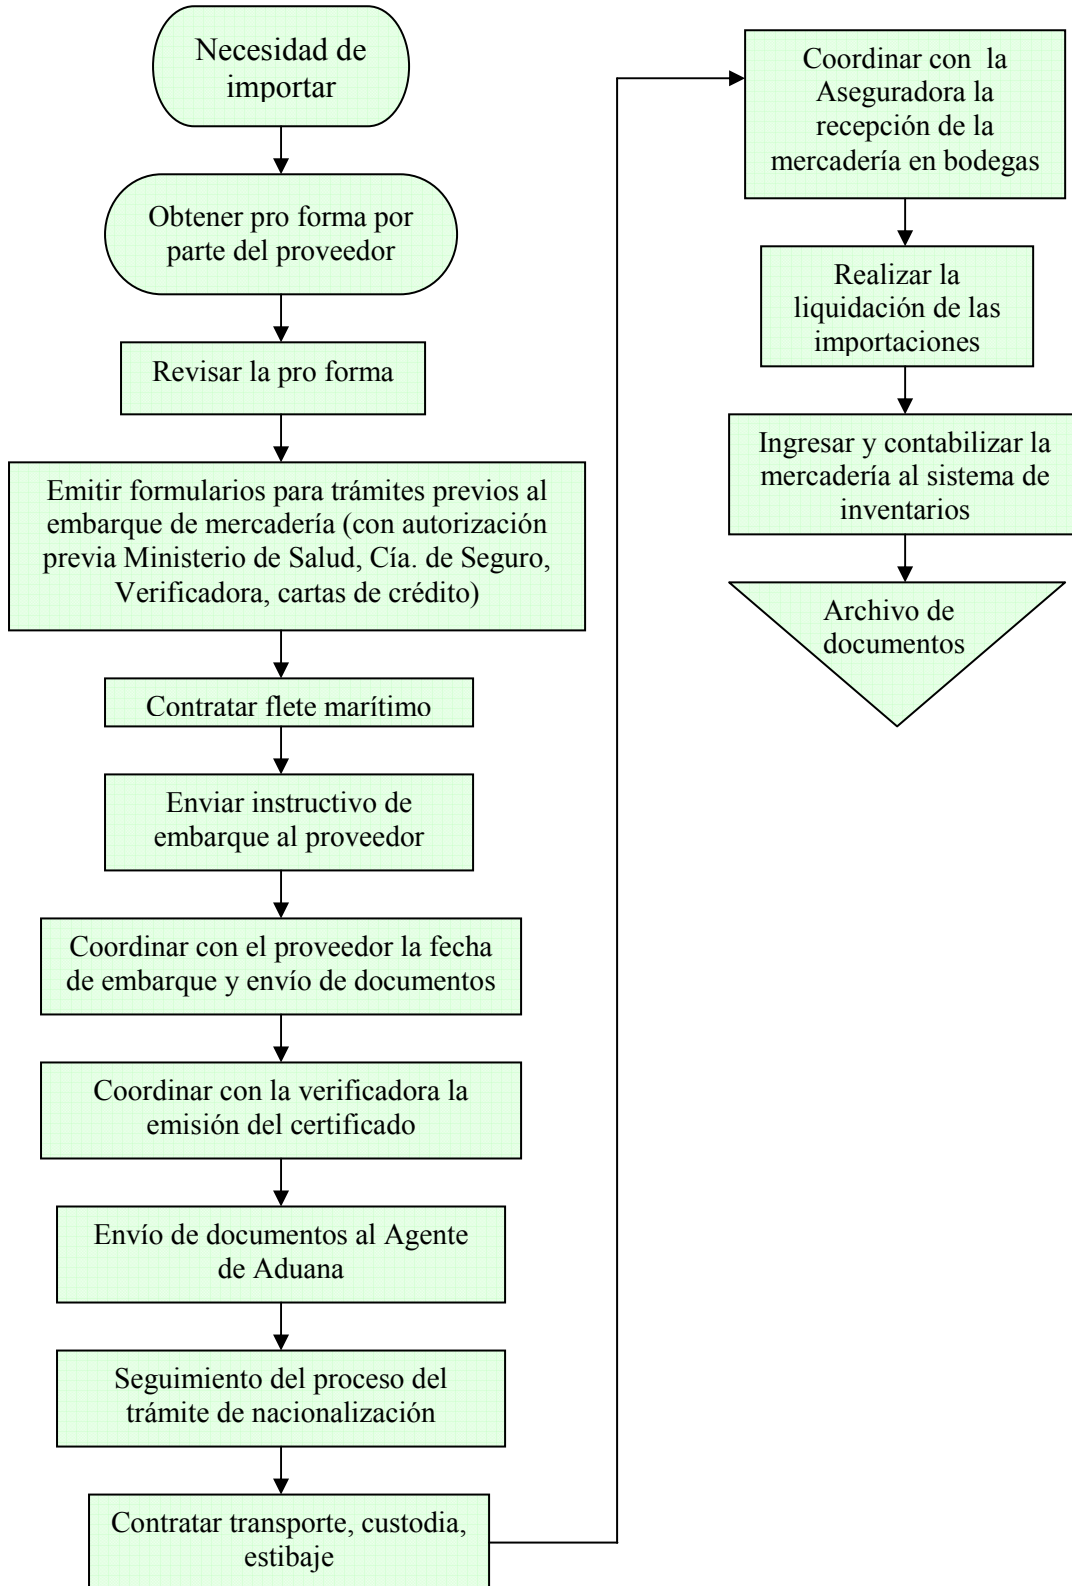 Necesidad de
importar
Obtener pro forma por
parte del proveedor
Revisar la pro forma
Emitir formularios para trámites previos al
embarque de mercadería (con autorización
previa Ministerio de Salud, Cía. de Seguro,
Verificadora, cartas de crédito)
Contratar flete marítimo
Enviar instructivo de
embarque al proveedor
Coordinar con el proveedor la fecha
de embarque y envío de documentos
Coordinar con la verificadora la
emisión del certificado
Envío de documentos al Agente
de Aduana
Seguimiento del proceso del
trámite de nacionalización
Contratar transporte, custodia,
estibaje
Coordinar con  la
Aseguradora la
recepción de la
mercadería en bodegas
Realizar la
liquidación de las
importaciones
Ingresar y contabilizar la
mercadería al sistema de
inventarios
Archivo de
documentos